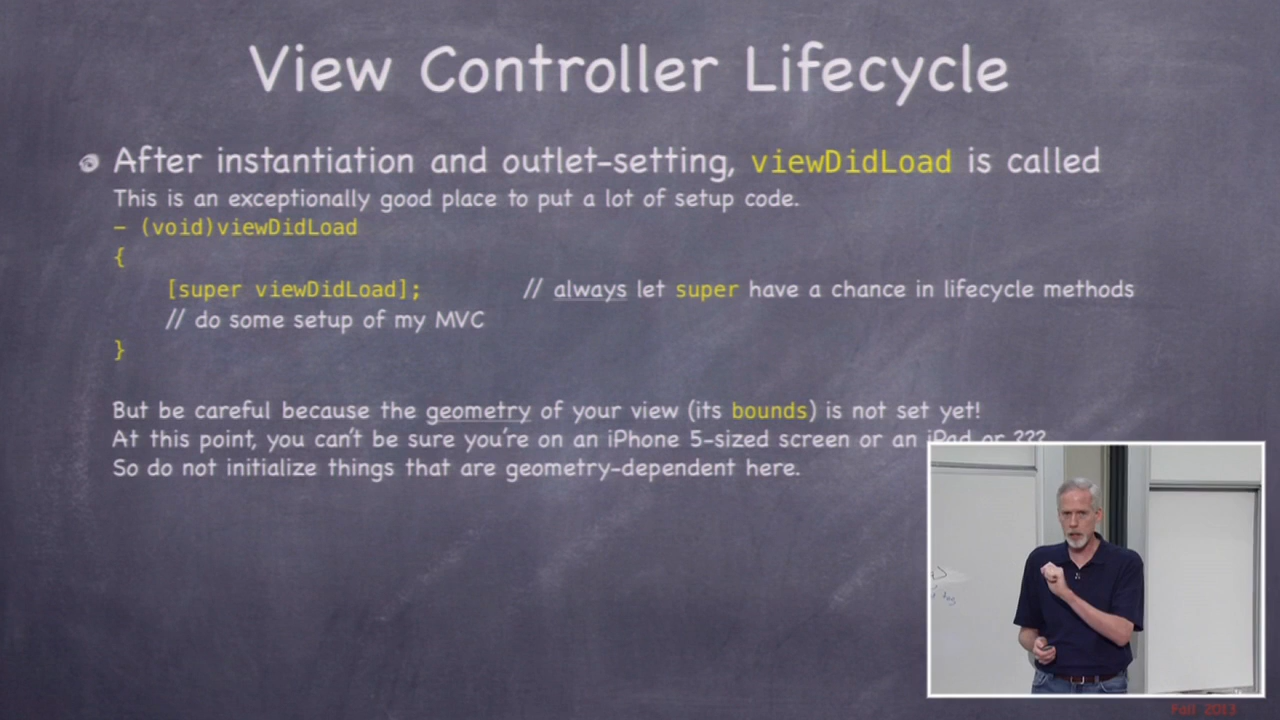 View Controller Lifecycle
After instantiation and outlet-setting, viewDidLoad is called
This is an exceptionally good place to put a lot of setup code.
- (void)viewDidLoad
{
[super viewDidLoad]; // always let super have a chance in lifecycle methods
// do some setup of my MVC
}
But be careful because the geometry of your view (its bounds) is not set yet!
At this point, you can't be sure you're on an iPhone 5-sized screen or an iPad or ???
So do not initialize things that are geometry-dependent here.
Fall 2013